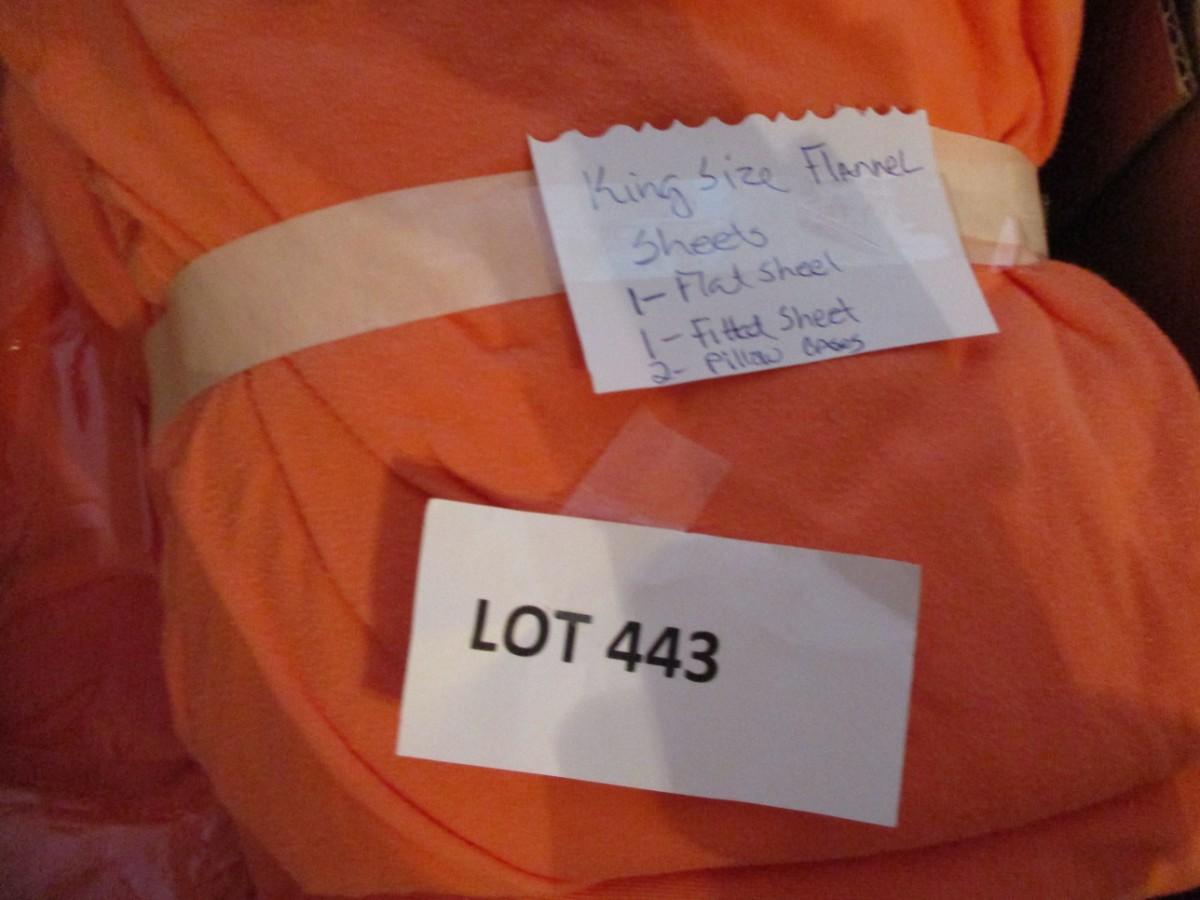 King Size Flannel
Sheets
1- Flat sheet
1- Fitted Sheet
2- Pillow cases
LOT 443